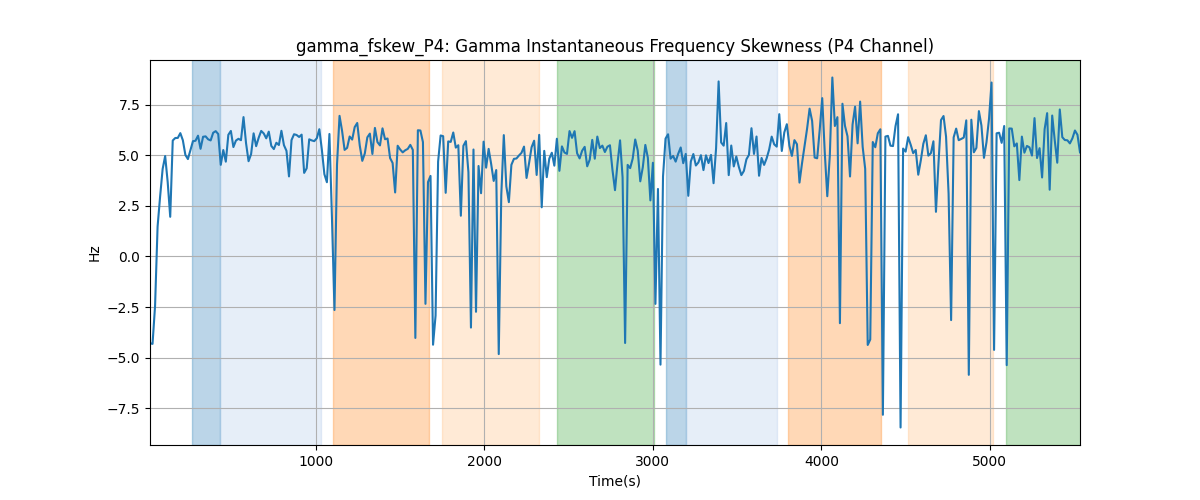 gamma_fskew_P4: Gamma Instantaneous Frequency Skewness (P4 Channel)
7.5
5.0
2.5
0.0
−2.5
−5.0
−7.5
Hz
1000 2000 3000 4000 5000
Time(s)